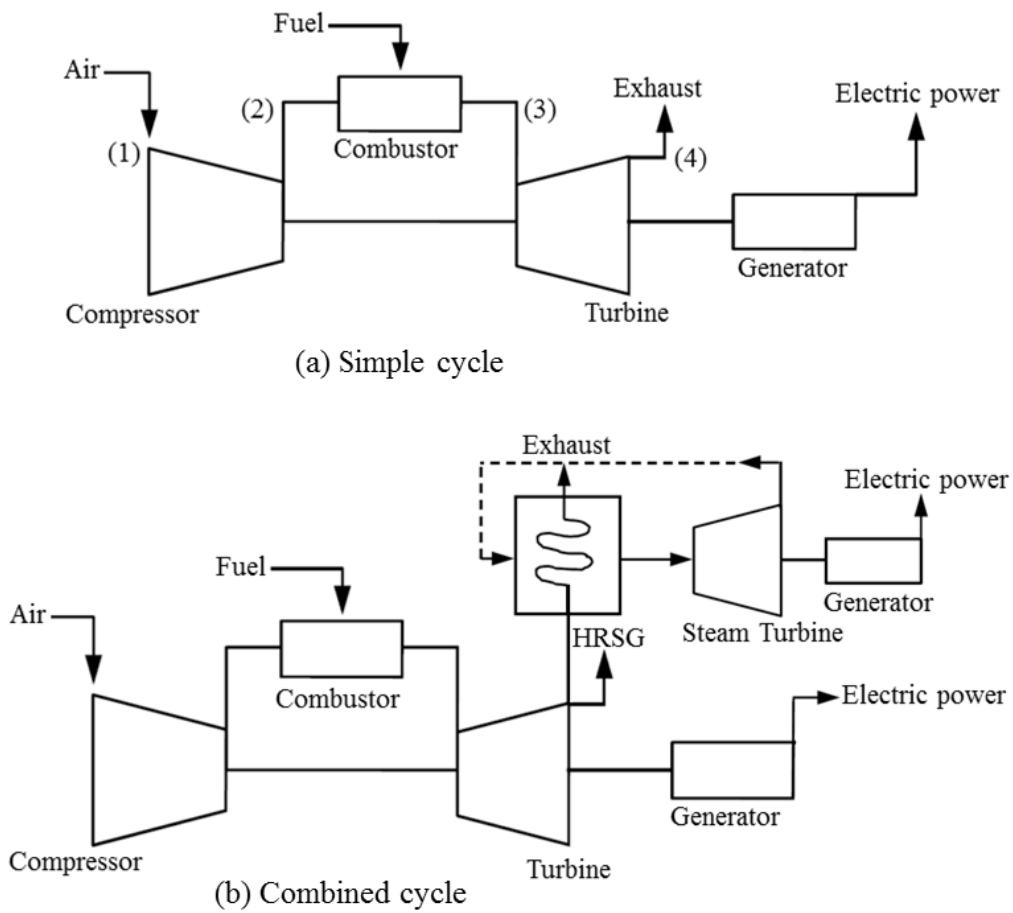 Fuel
Air
(2)
(3)
Exhaust
Electric power
(1)
Combustor
(4)
Generator
Compressor
Turbine
(a) Simple cycle
Exhaust
Electric power
Fuel
Air
Generator
Steam Turbine
HRSG
Combustor
Electric power
Generator
Compressor
Turbine
(b) Combined cycle